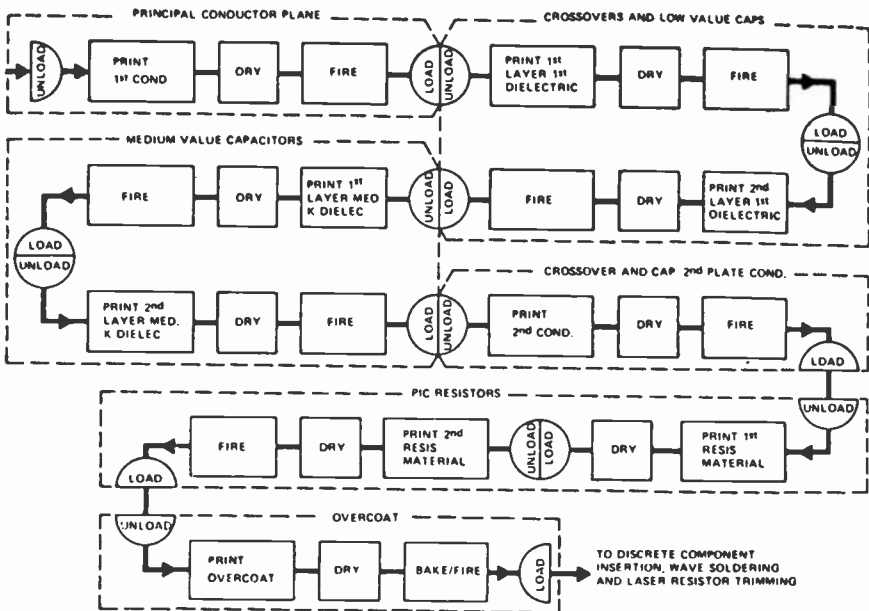 PRINCIPAL CONDUCTOR PLANE
UNLOAD
PRINT
1st COND
DRY
FIRE
LOAD
UNLOAD
CROSSOVERS AND LOW VALUE CAPS
PRINT 1st
LAYER 1st
DIELECTRIC
DRY
FIRE
LOAD
UNLOAD
PRINT 2nd
LAYER 1st
DIELECTRIC
DRY
FIRE
LOAD
UNLOAD
MEDIUM VALUE CAPACITORS
PRINT 1st
LAYER MED
K DIELEC
DRY
FIRE
LOAD
UNLOAD
PRINT 2nd
LAYER MED.
K DIELEC
DRY
FIRE
LOAD
UNLOAD
CROSSOVER AND CAP 2nd PLATE COND.
PRINT
2nd COND.
DRY
FIRE
LOAD
PIC RESISTORS
UNLOAD
PRINT 1st
RESIS
MATERIAL
DRY
LOAD
UNLOAD
PRINT 2nd
RESIS
MATERIAL
DRY
FIRE
LOAD
OVERCOAT
UNLOAD
PRINT
OVERCOAT
DRY
BAKE/FIRE
LOAD
TO DISCRETE COMPONENT
INSERTION, WAVE SOLDERING
AND LASER RESISTOR TRIMMING